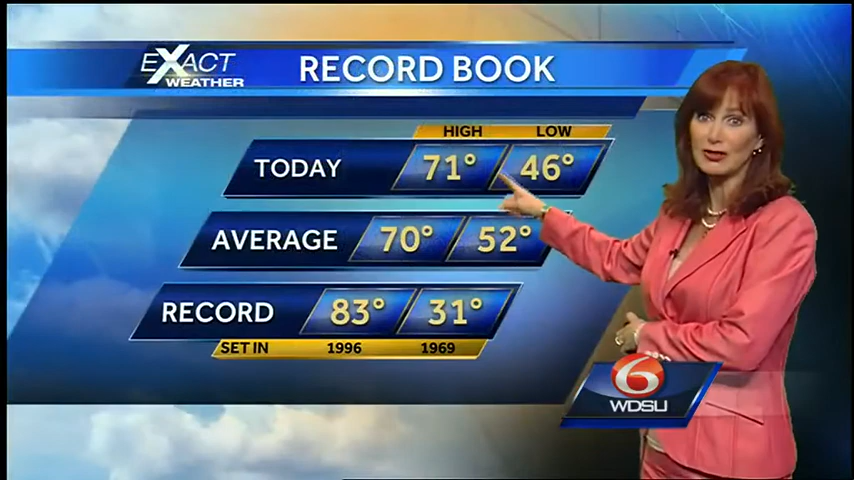 EXACT
WEATHER
RECORD BOOK
HIGH LOW
TODAY 71° 46°
AVERAGE 70° 52°
RECORD 83° 31°
SET IN 1996 1969
6
WDSU